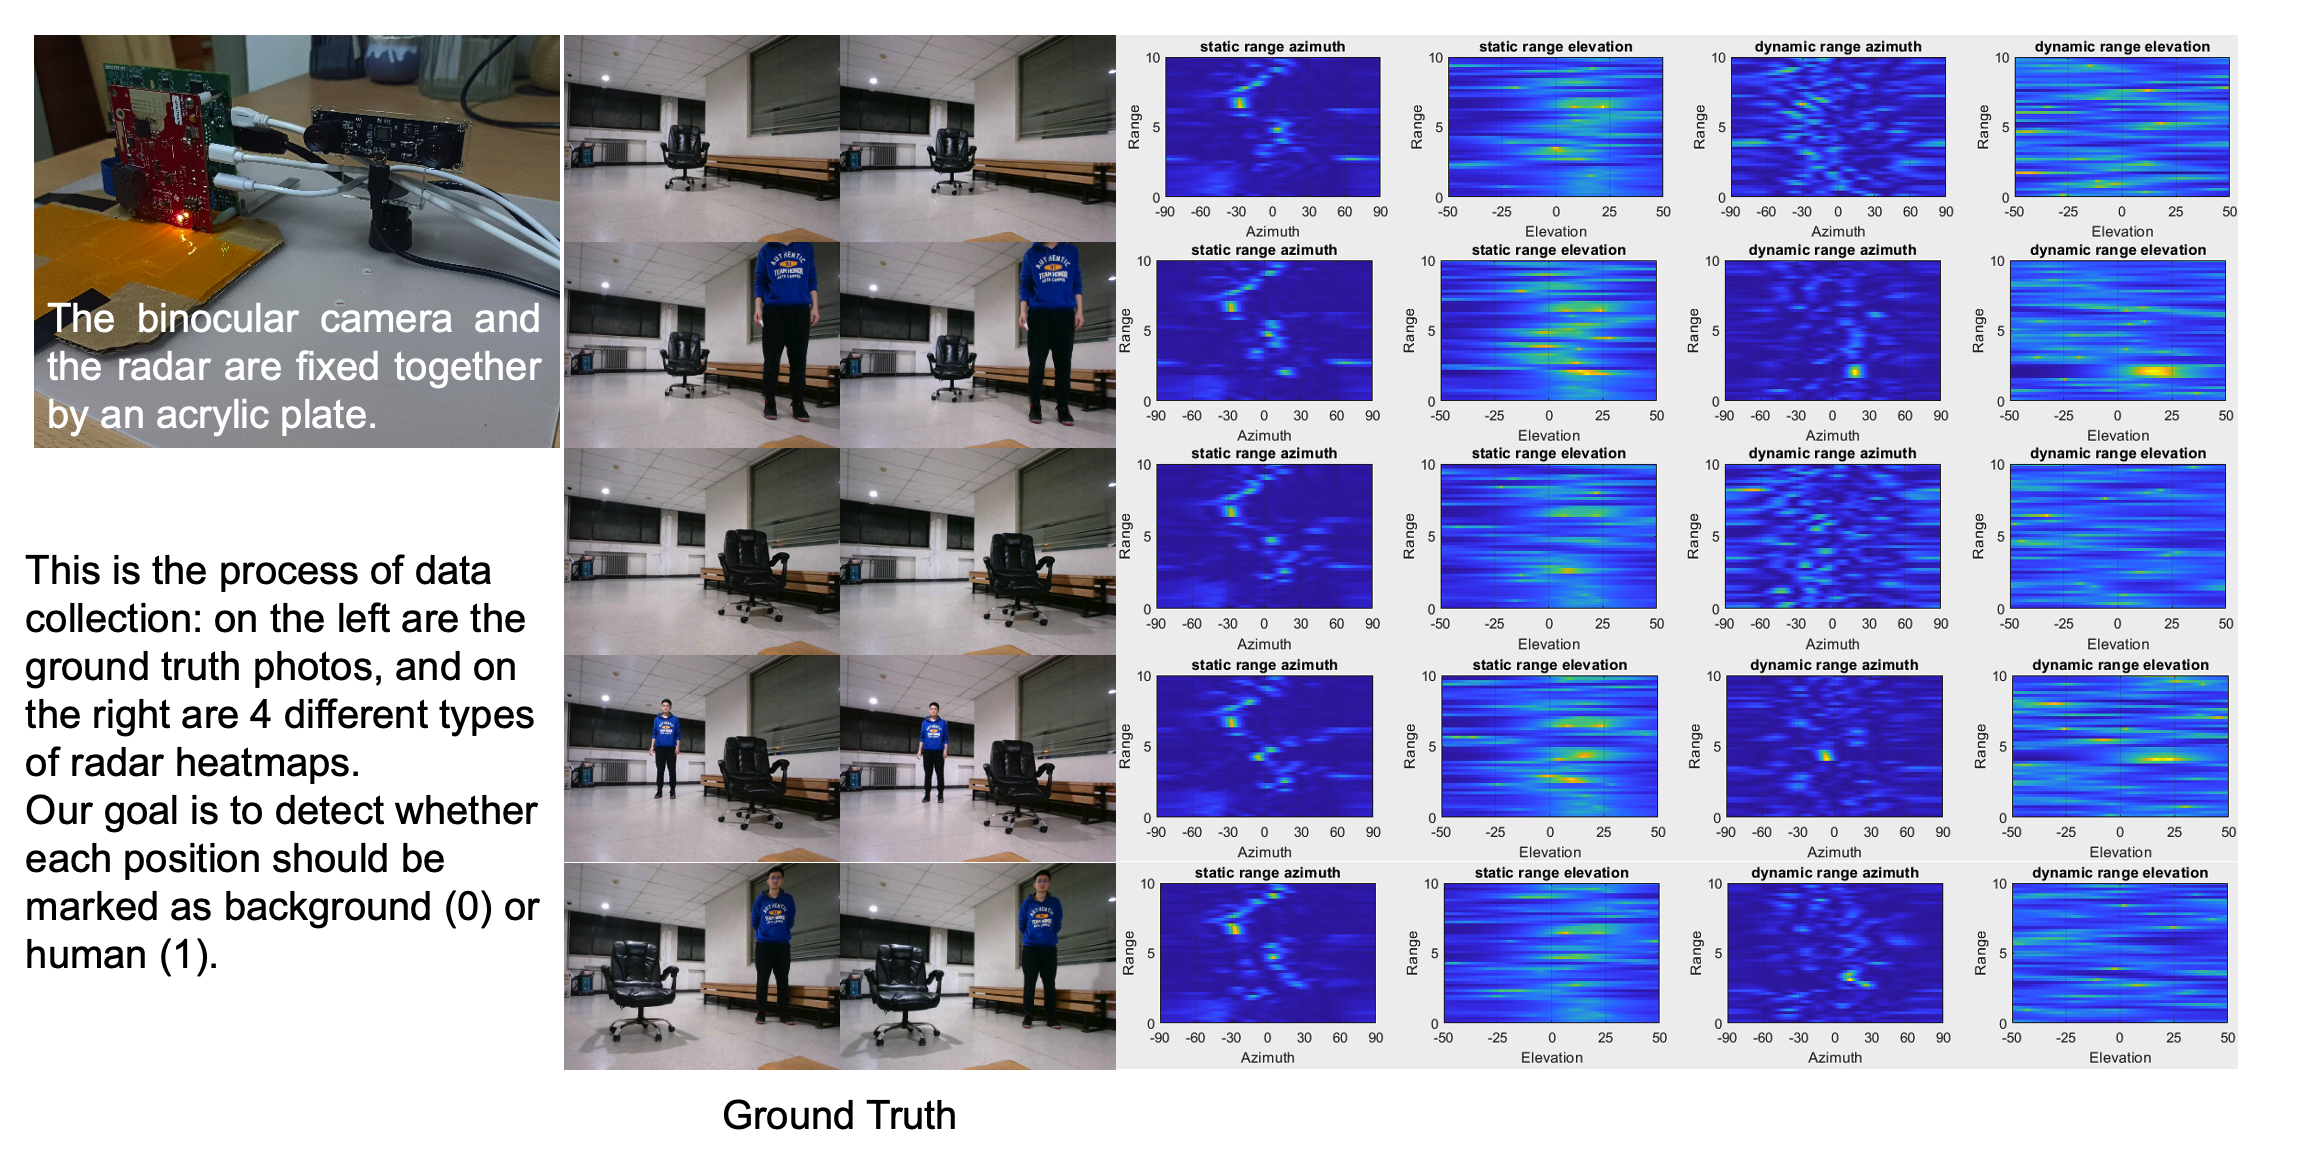 The binocular camera and
the radar are fixed together
by an acrylic plate.
This is the process of data
collection: on the left are the
ground truth photos, and on
the right are 4 different types
of radar heatmaps.
Our goal is to detect whether
each position should be
marked as background (0) or
human (1).
AUTHENTIC
TEAM HONOR
AUTHENTIC
TEAM HONOR
static range azimuth
10
5
0
Range
-90 -60 -30 0 30 60 90
Azimuth
static range elevation
10
5
0
Range
-50 -25 0 25 50
Elevation
dynamic range azimuth
10
5
0
Range
-90 -60 -30 0 30 60 90
Azimuth
dynamic range elevation
10
5
0
Range
-50 -25 0 25 50
Elevation
static range azimuth
10
5
0
Range
-90 -60 -30 0 30 60 90
Azimuth
static range elevation
10
5
0
Range
-50 -25 0 25 50
Elevation
dynamic range azimuth
10
5
0
Range
-90 -60 -30 0 30 60 90
Azimuth
dynamic range elevation
10
5
0
Range
-50 -25 0 25 50
Elevation
static range azimuth
10
5
0
Range
-90 -60 -30 0 30 60 90
Azimuth
static range elevation
10
5
0
Range
-50 -25 0 25 50
Elevation
dynamic range azimuth
10
5
0
Range
-90 -60 -30 0 30 60 90
Azimuth
dynamic range elevation
10
5
0
Range
-50 -25 0 25 50
Elevation
static range azimuth
10
5
0
Range
-90 -60 -30 0 30 60 90
Azimuth
static range elevation
10
5
0
Range
-50 -25 0 25 50
Elevation
dynamic range azimuth
10
5
0
Range
-90 -60 -30 0 30 60 90
Azimuth
dynamic range elevation
10
5
0
Range
-50 -25 0 25 50
Elevation
static range azimuth
10
5
0
Range
-90 -60 -30 0 30 60 90
Azimuth
static range elevation
10
5
0
Range
-50 -25 0 25 50
Elevation
dynamic range azimuth
10
5
0
Range
-90 -60 -30 0 30 60 90
Azimuth
dynamic range elevation
10
5
0
Range
-50 -25 0 25 50
Elevation
Ground Truth